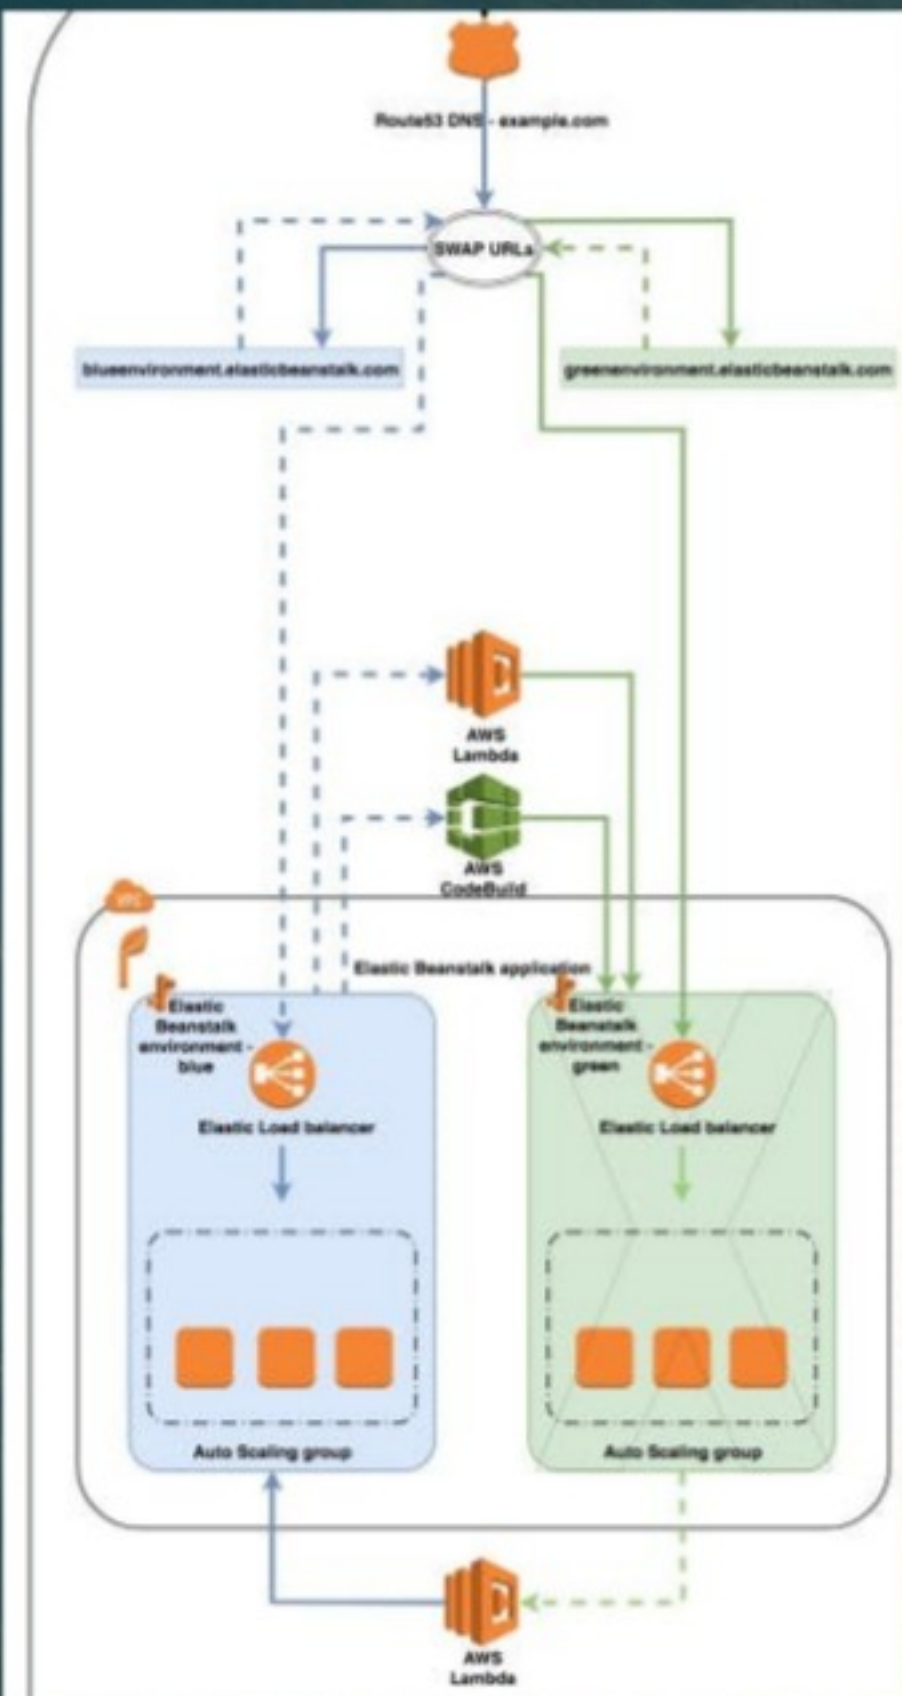 Route53 DNS - example.com
SWAP URLs
blueenvironment.elasticbeanstalk.com
greenenvironment.elasticbeanstalk.com
AWS
Lambda
AWS
CodeBuild
VPC
Elastic Beanstalk application
Elastic
Beanstalk
environment -
blue
Elastic Load balancer
Auto Scaling group
Elastic
Beanstalk
environment -
green
Elastic Load balancer
Auto Scaling group
AWS
Lambda